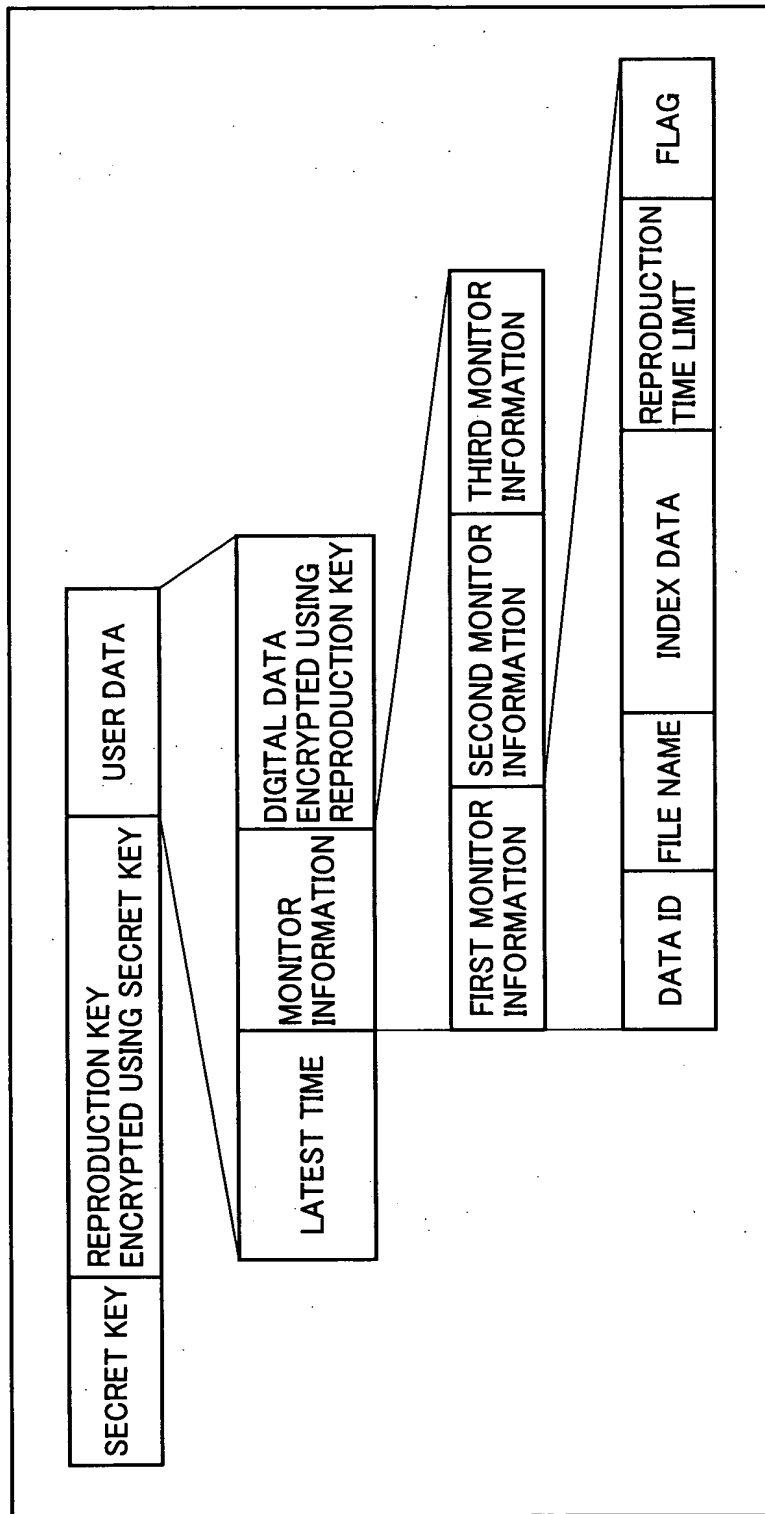 SECRET KEY
REPRODUCTION KEY
ENCRYPTED USING SECRET KEY
USER DATA
LATEST TIME
MONITOR
INFORMATION
DIGITAL DATA
ENCRYPTED USING
REPRODUCTION KEY
FIRST MONITOR
INFORMATION
SECOND MONITOR
INFORMATION
THIRD MONITOR
INFORMATION
DATA ID
FILE NAME
INDEX DATA
REPRODUCTION
TIME LIMIT
FLAG